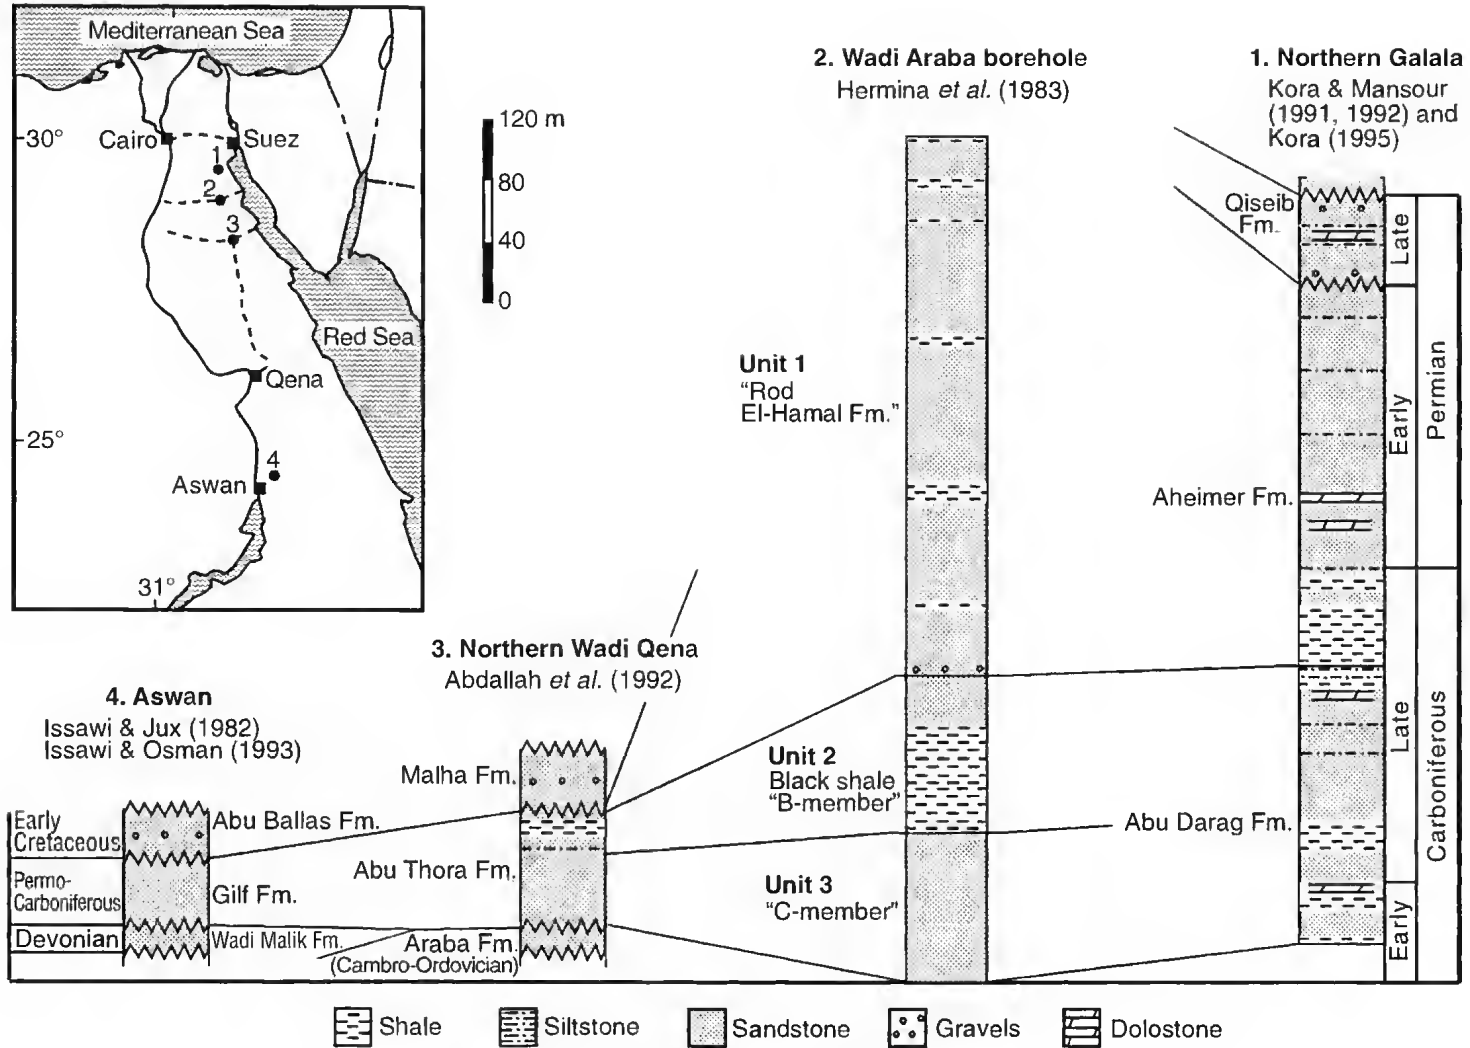 Mediterranean Sea
30°
Cairo
Suez
1
2
3
Red Sea
Qena
25°
4
Aswan
31°
120 m
80
40
0
2. Wadi Araba borehole
Hermina et al. (1983)
1. Northern Galala
Kora & Mansour
(1991, 1992) and
Kora (1995)
Qiseib
Fm.
Late
Early
Permian
Aheimer Fm.
Unit 1
"Rod
El-Hamal Fm."
3. Northern Wadi Qena
Abdallah et al. (1992)
4. Aswan
Issawi & Jux (1982)
Issawi & Osman (1993)
Malha Fm.
Unit 2
Black shale
"B-member"
Late
Carboniferous
Early
Cretaceous
Abu Ballas Fm.
Abu Darag Fm.
Abu Thora Fm.
Permo-
Carboniferous
Gilf Fm.
Unit 3
"C-member"
Early
Devonian
Wadi Malik Fm.
Araba Fm.
(Cambro-Ordovician)
Shale
Siltstone
Sandstone
Gravels
Dolostone